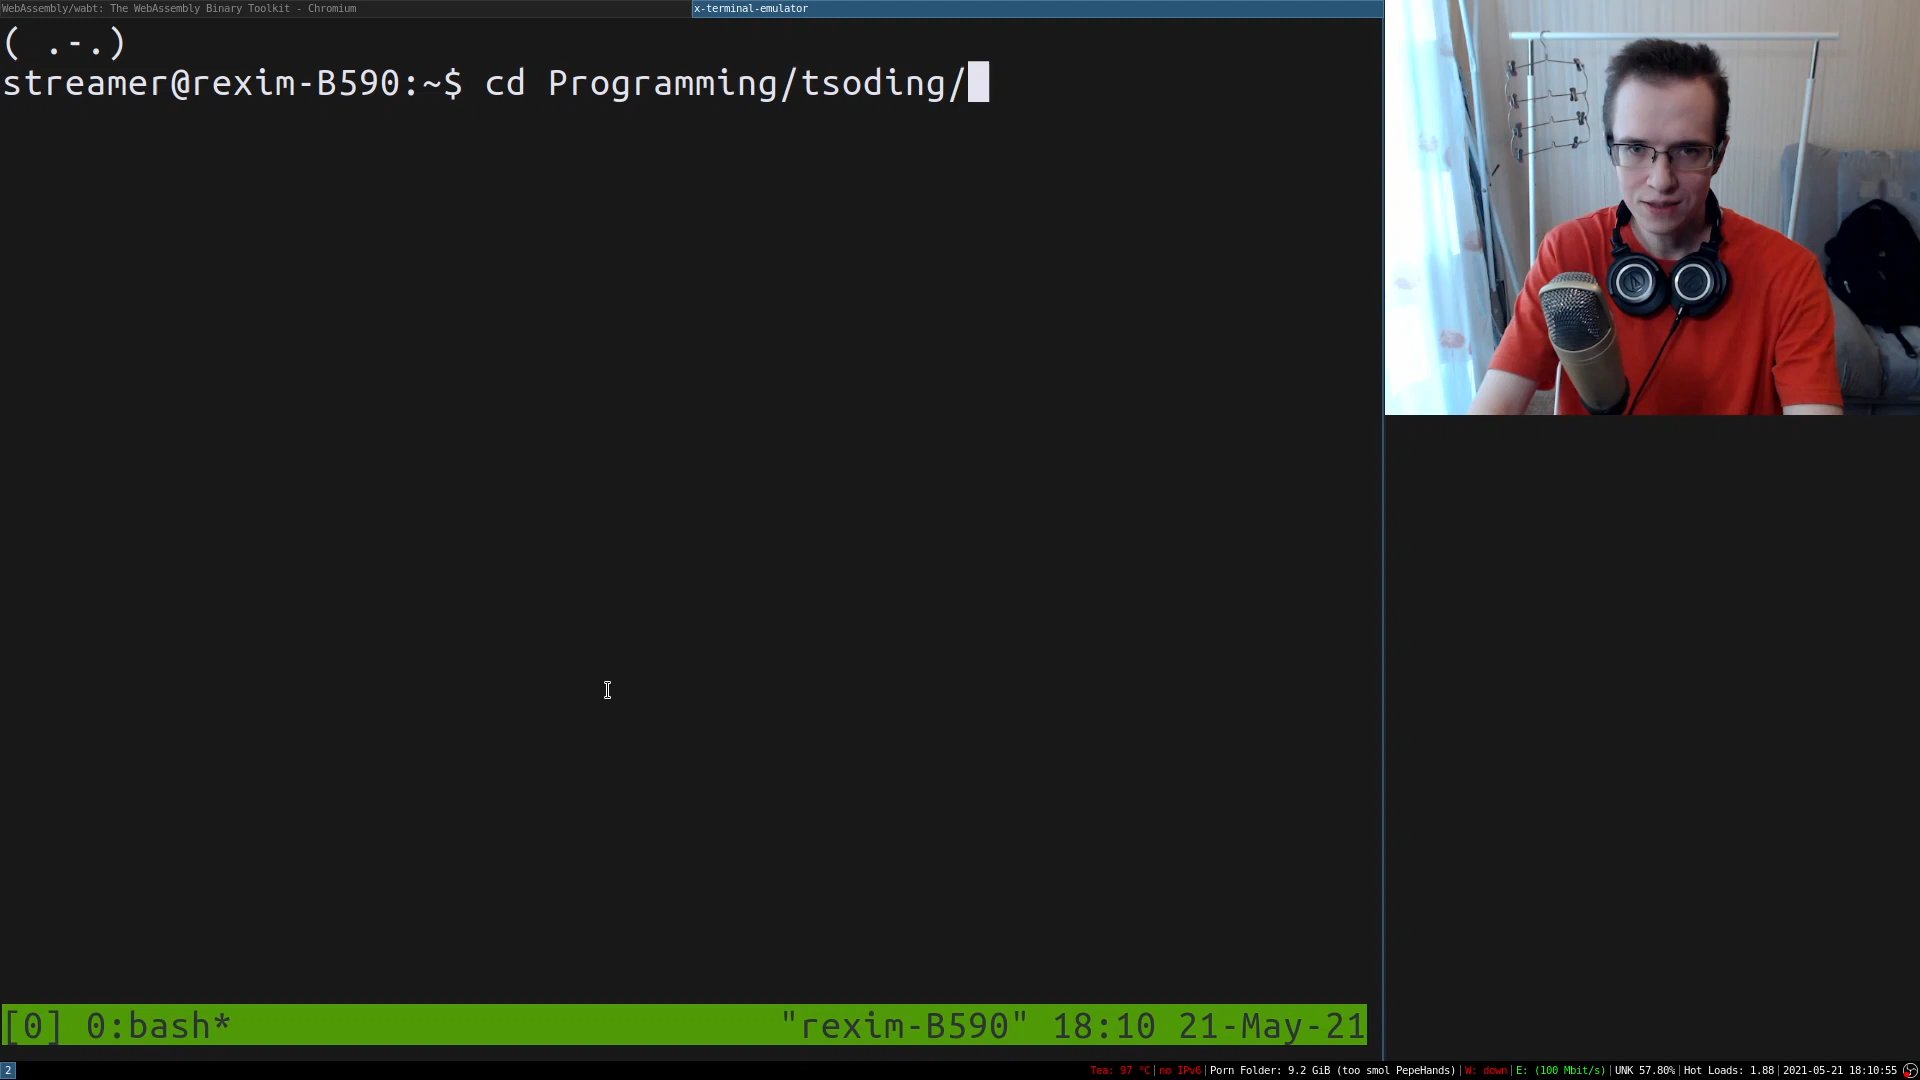 WebAssembly/wabt: The WebAssembly Binary Toolkit - Chromium
x-terminal-emulator
( .-.)
streamer@rexim-B590:~$ cd Programming/tsoding/
[0] 0:bash*
"rexim-B590" 18:10 21-May-21
2
Tea: 97 °C|no IPv6|Porn Folder: 9.2 GiB (too smol PepeHands)|W: down|E: (100 Mbit/s)|UNK 57.80%|Hot Loads: 1.88|2021-05-21 18:10:55